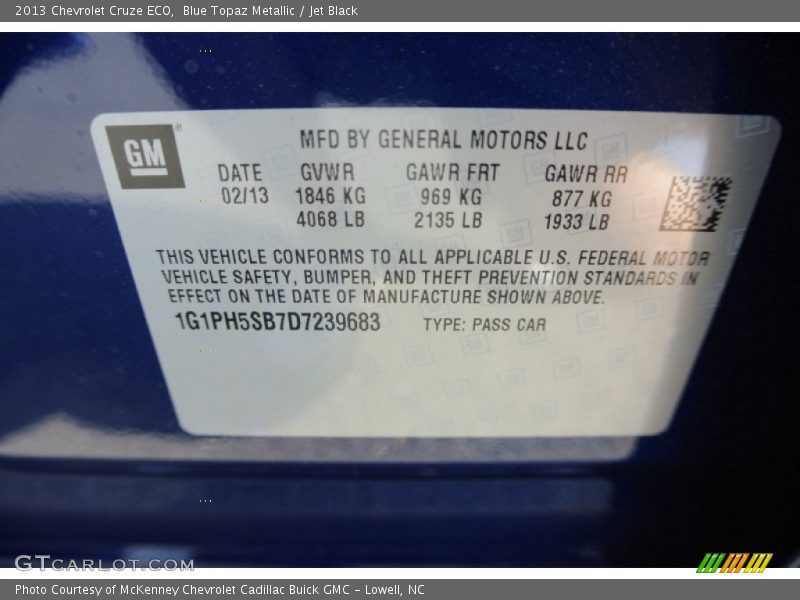 2013 Chevrolet Cruze ECO,  Blue Topaz Metallic / Jet Black
GM
MFD BY GENERAL MOTORS LLC
DATE GVWR GAWR FRT GAWR RR
02/13 1846 KG 969 KG 877 KG
4068 LB 2135 LB 1933 LB
THIS VEHICLE CONFORMS TO ALL APPLICABLE U.S. FEDERAL MOTOR
VEHICLE SAFETY, BUMPER, AND THEFT PREVENTION STANDARDS IN
EFFECT ON THE DATE OF MANUFACTURE SHOWN ABOVE.
1G1PH5SB7D7239683 TYPE: PASS CAR
GTCARLOT.COM
Photo Courtesy of McKenney Chevrolet Cadillac Buick GMC - Lowell, NC